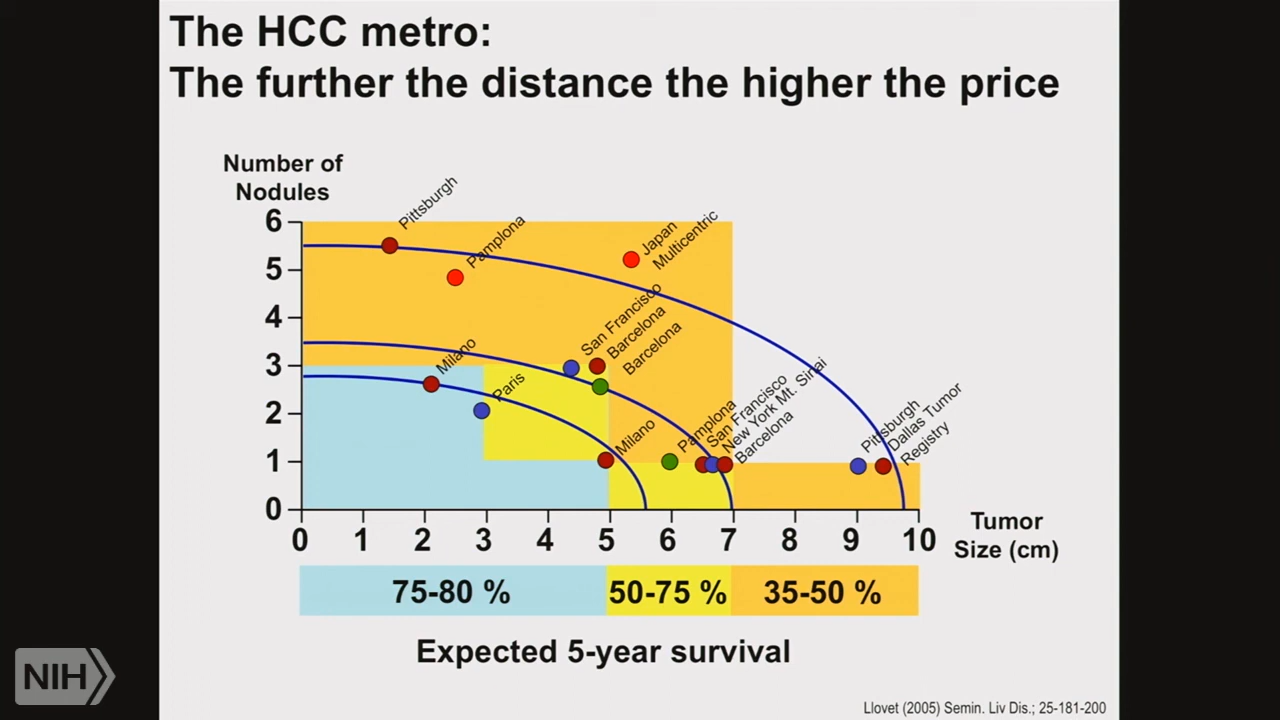 The HCC metro:
The further the distance the higher the price
Number of
Nodules
6
5
4
3
2
1
0
Pittsburgh
Pamplona
Japan
Multicentric
San Francisco
Barcelona
Barcelona
Milano
Paris
Milano
Pamplona
San Francisco
New York Mt. Sinai
Barcelona
Pittsburgh
Dallas Tumor
Registry
0 1 2 3 4 5 6 7 8 9 10
Tumor
Size (cm)
75-80 % 50-75 % 35-50 %
Expected 5-year survival
NIH
Llovet (2005) Semin. Liv Dis.; 25-181-200